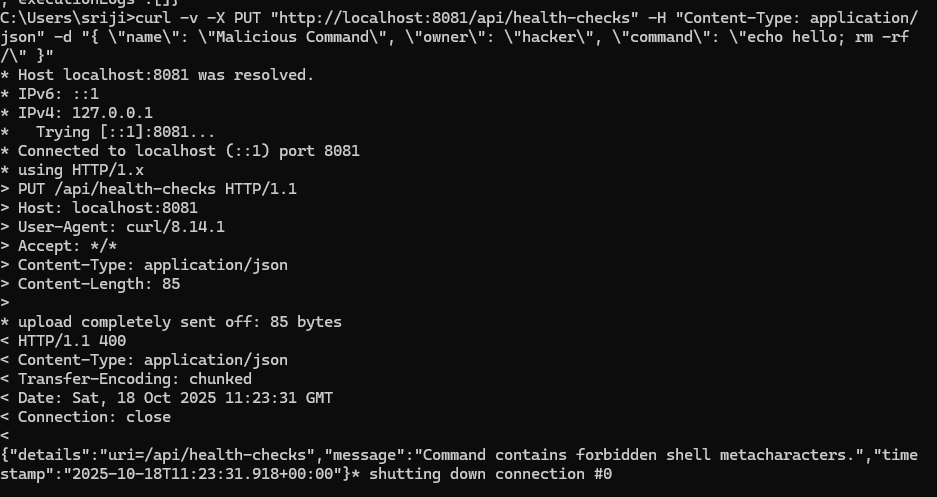 , executionLogs :[]}
C:\Users\sriji>curl -v -X PUT "http://localhost:8081/api/health-checks" -H "Content-Type: application/
json" -d "{ \"name\": \"Malicious Command\", \"owner\": \"hacker\", \"command\": \"echo hello; rm -rf
/\" }"
* Host localhost:8081 was resolved.
* IPv6: ::1
* IPv4: 127.0.0.1
*   Trying [::1]:8081...
* Connected to localhost (::1) port 8081
* using HTTP/1.x
> PUT /api/health-checks HTTP/1.1
> Host: localhost:8081
> User-Agent: curl/8.14.1
> Accept: */*
> Content-Type: application/json
> Content-Length: 85
>
* upload completely sent off: 85 bytes
< HTTP/1.1 400
< Content-Type: application/json
< Transfer-Encoding: chunked
< Date: Sat, 18 Oct 2025 11:23:31 GMT
< Connection: close
<
{"details":"uri=/api/health-checks","message":"Command contains forbidden shell metacharacters.","time
stamp":"2025-10-18T11:23:31.918+00:00"}* shutting down connection #0